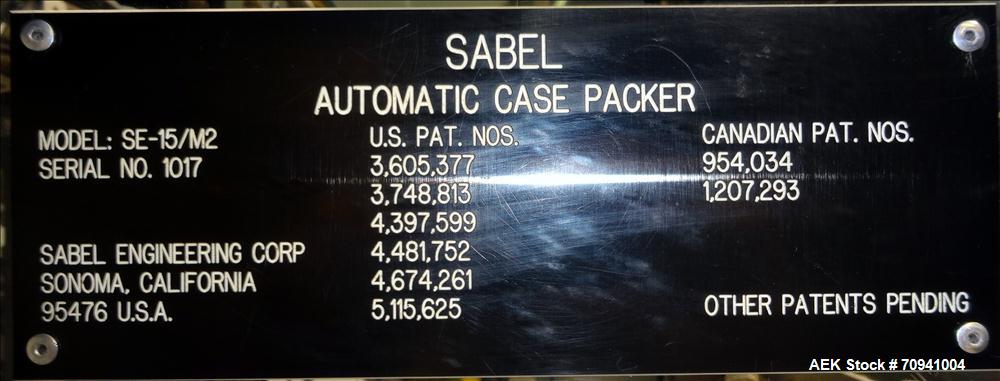 SABEL
AUTOMATIC CASE PACKER
MODEL: SE-15/M2
SERIAL NO. 1017
SABEL ENGINEERING CORP
SONOMA, CALIFORNIA
95476 U.S.A.
U.S. PAT. NOS.
3,605,377
3,748,813
4,397,599
4,481,752
4,674,261
5,115,625
CANADIAN PAT. NOS.
954,034
1,207,293
OTHER PATENTS PENDING
AEK Stock # 70941004